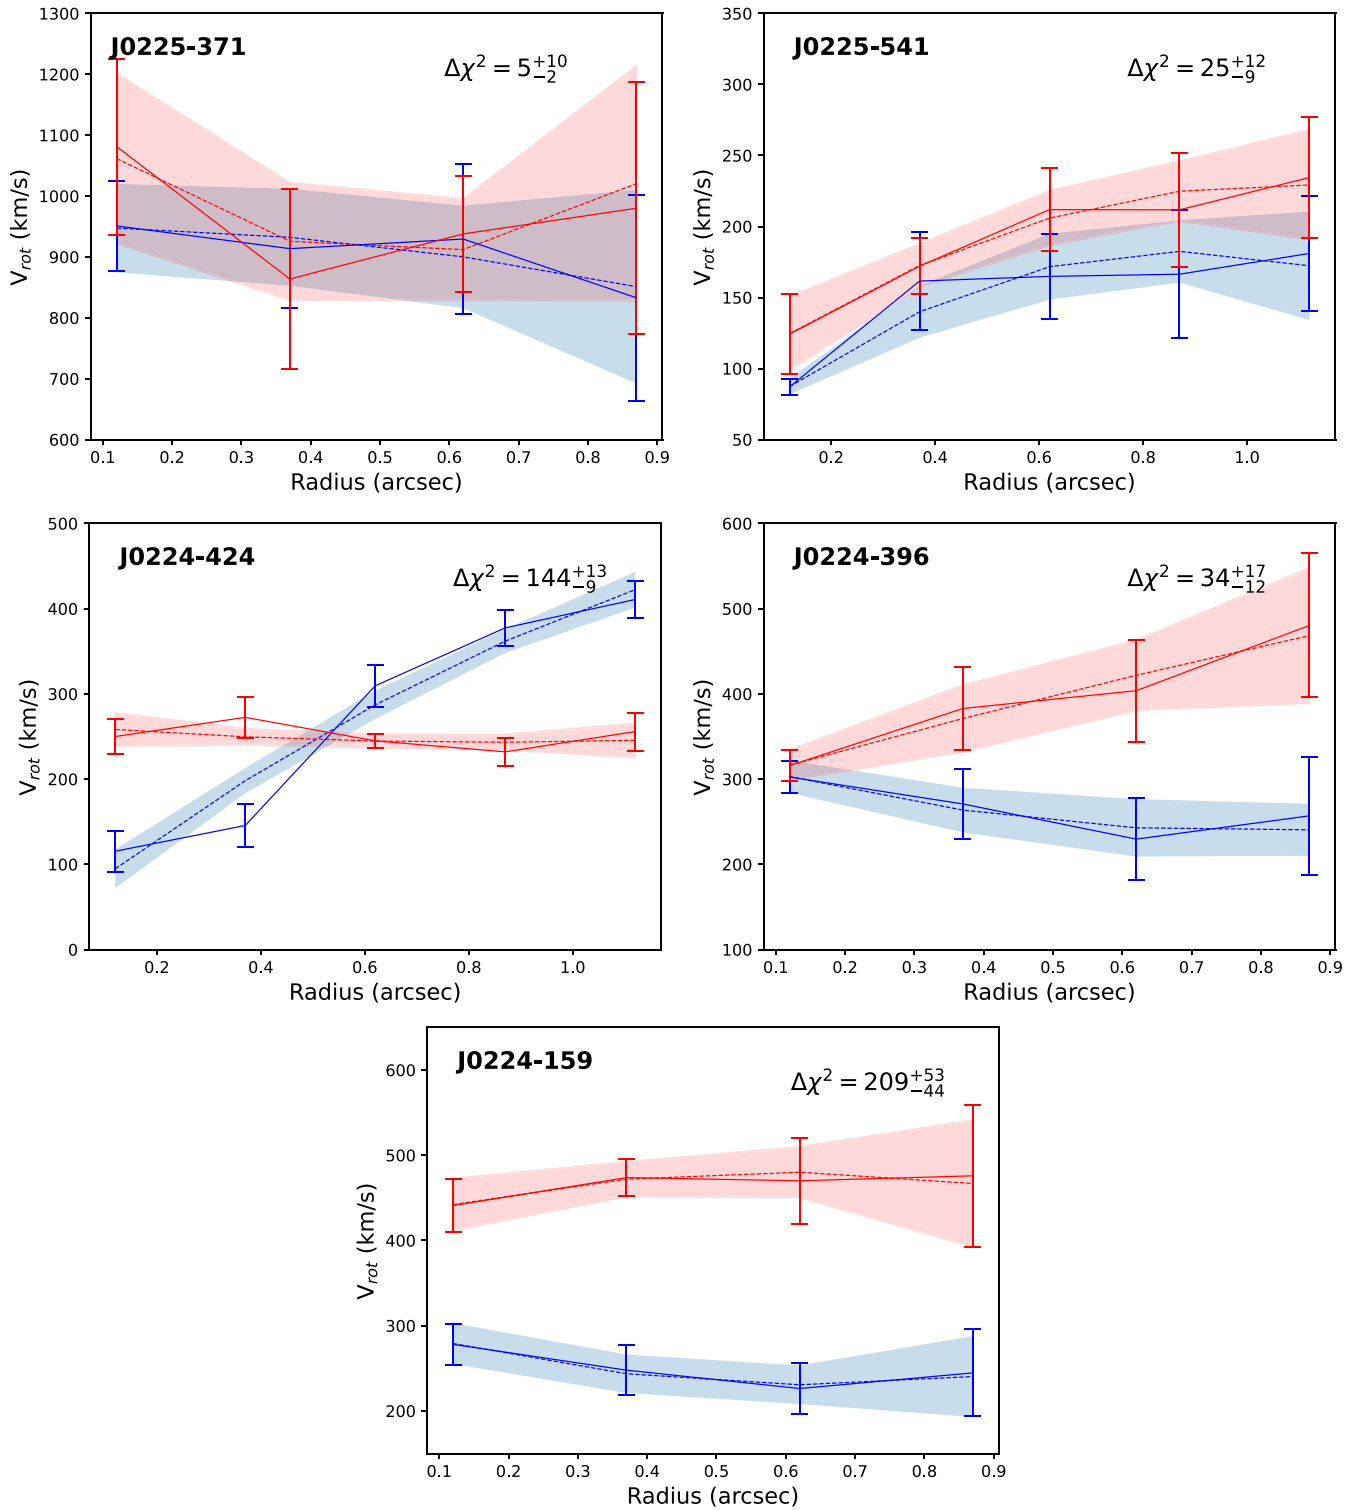 J0225-371
Δχ² = 5 +10 −2
1300
1200
1100
1000
900
800
700
600
V_rot (km/s)
0.1 0.2 0.3 0.4 0.5 0.6 0.7 0.8 0.9
Radius (arcsec)
J0225-541
Δχ² = 25 +12 −9
350
300
250
200
150
100
50
V_rot (km/s)
0.2 0.4 0.6 0.8 1.0
Radius (arcsec)
J0224-424
Δχ² = 144 +13 −9
500
400
300
200
100
0
V_rot (km/s)
0.2 0.4 0.6 0.8 1.0
Radius (arcsec)
J0224-396
Δχ² = 34 +17 −12
600
500
400
300
200
100
V_rot (km/s)
0.1 0.2 0.3 0.4 0.5 0.6 0.7 0.8 0.9
Radius (arcsec)
J0224-159
Δχ² = 209 +53 −44
600
500
400
300
200
V_rot (km/s)
0.1 0.2 0.3 0.4 0.5 0.6 0.7 0.8 0.9
Radius (arcsec)